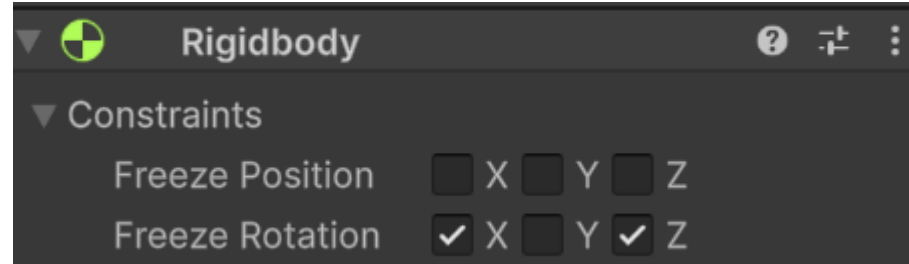 Rigidbody
Constraints
Freeze Position X Y Z
Freeze Rotation X Y Z